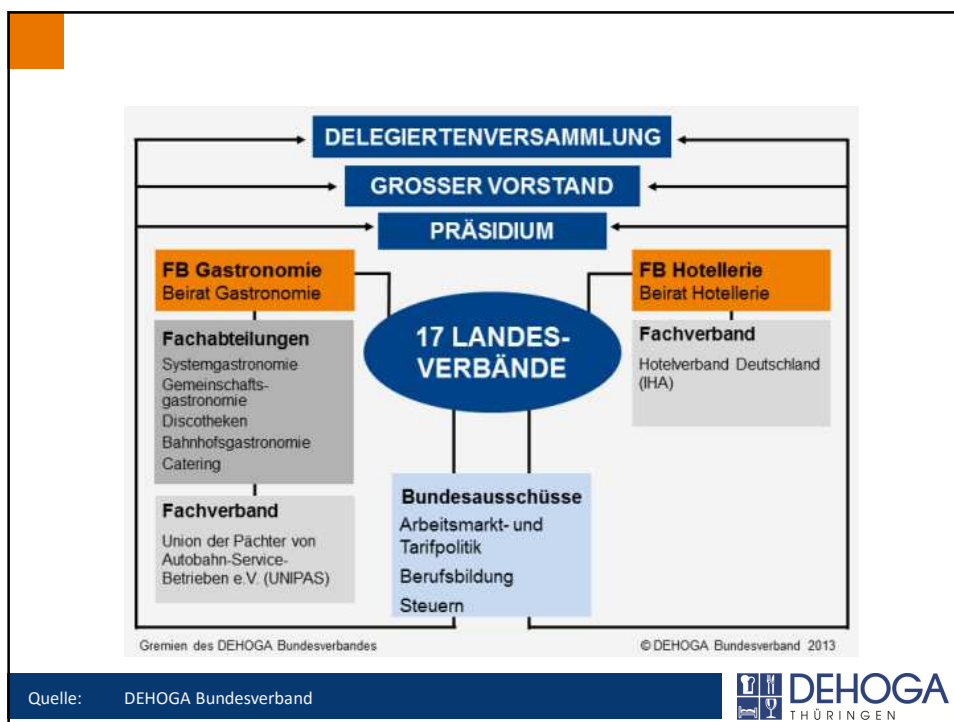 DELEGIERTENVERSAMMLUNG
GROSSER VORSTAND
PRÄSIDIUM
FB Gastronomie
Beirat Gastronomie
Fachabteilungen
Systemgastronomie
Gemeinschafts-
gastronomie
Discotheken
Bahnhofsgastronomie
Catering
Fachverband
Union der Pächter von
Autobahn-Service-
Betrieben e.V. (UNIPAS)
17 LANDES-
VERBÄNDE
Bundesausschüsse
Arbeitsmarkt- und
Tarifpolitik
Berufsbildung
Steuern
FB Hotellerie
Beirat Hotellerie
Fachverband
Hotelverband Deutschland
(IHA)
Gremien des DEHOGA Bundesverbandes
© DEHOGA Bundesverband 2013
Quelle: DEHOGA Bundesverband
DEHOGA
THÜRINGEN